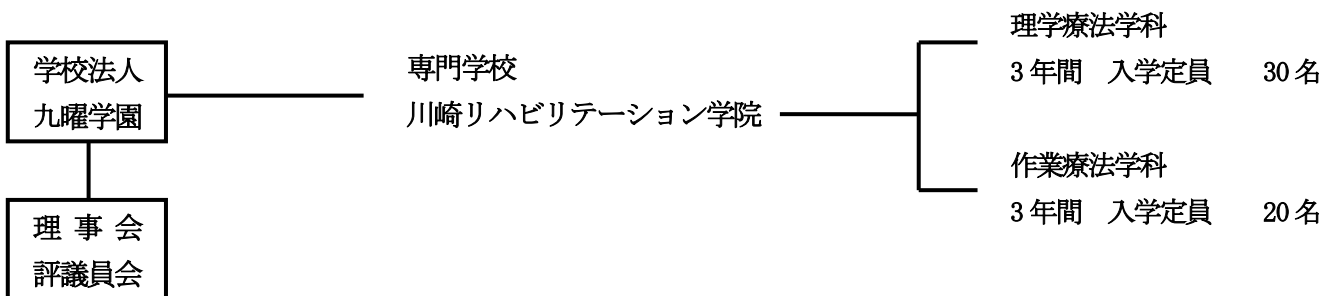 学校法人
九曜学園
理事会
評議員会
専門学校
川崎リハビリテーション学院
理学療法学科
3年間 入学定員 30名
作業療法学科
3年間 入学定員 20名